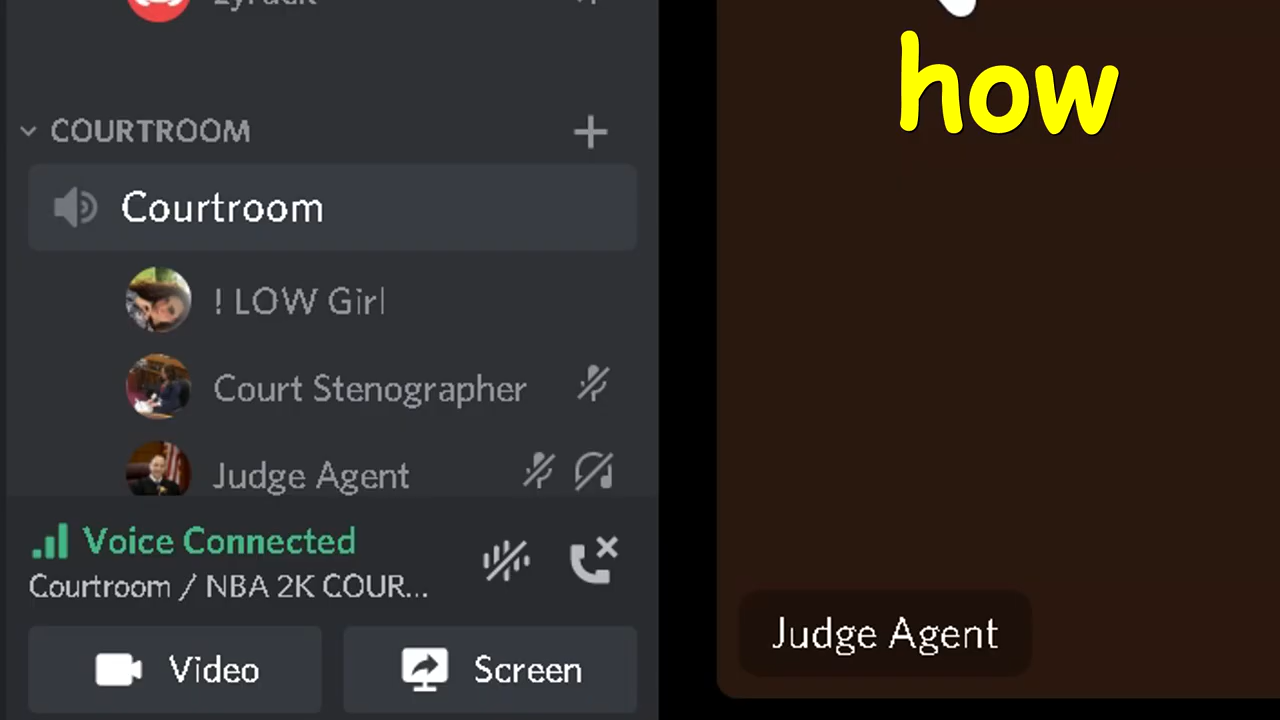 how
COURTROOM
Courtroom
! LOW Girl
Court Stenographer
Judge Agent
Voice Connected
Courtroom / NBA 2K COUR...
Video
Screen
Judge Agent